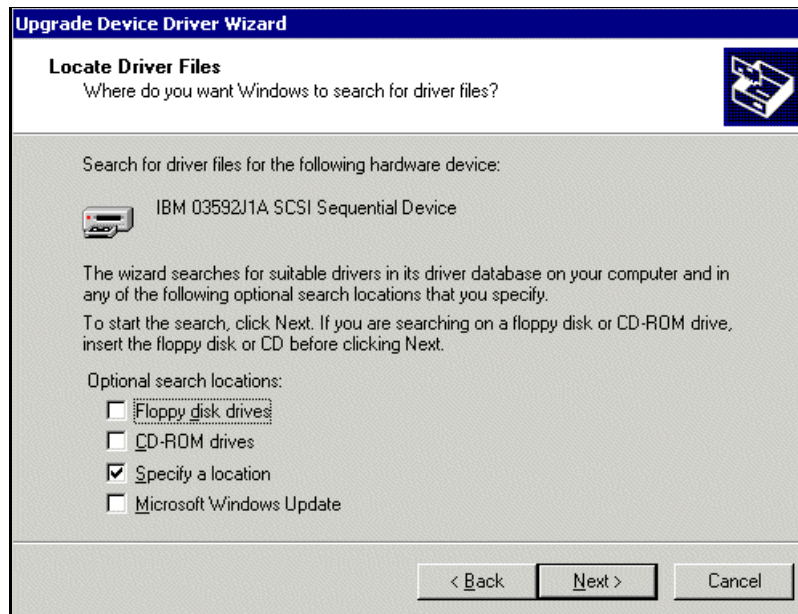 Upgrade Device Driver Wizard
Locate Driver Files
Where do you want Windows to search for driver files?
Search for driver files for the following hardware device:
IBM 03592J1A SCSI Sequential Device
The wizard searches for suitable drivers in its driver database on your computer and in
any of the following optional search locations that you specify.
To start the search, click Next. If you are searching on a floppy disk or CD-ROM drive,
insert the floppy disk or CD before clicking Next.
Optional search locations:
Floppy disk drives
CD-ROM drives
Specify a location
Microsoft Windows Update
< Back Next > Cancel